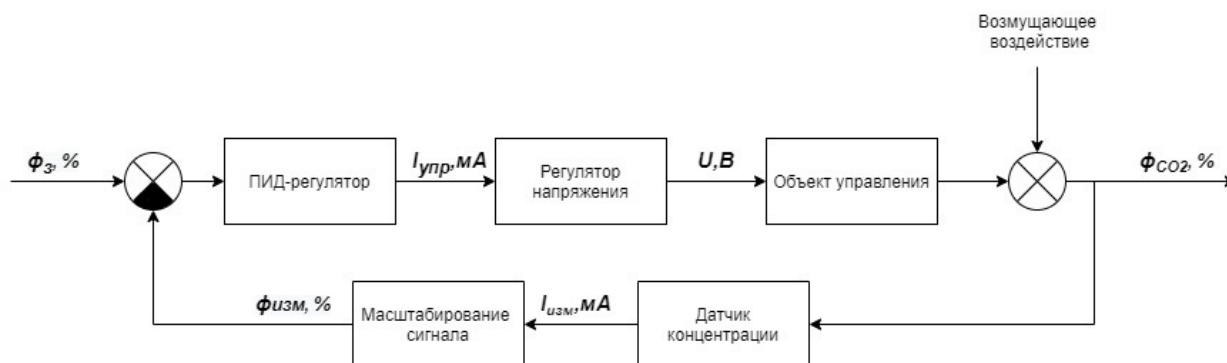 Возмущающее
воздействие
ϕз, %
ПИД-регулятор
Iупр,мА
Регулятор
напряжения
U,В
Объект управления
ϕCO2, %
ϕизм, %
Масштабирование
сигнала
Iизм,мА
Датчик
концентрации